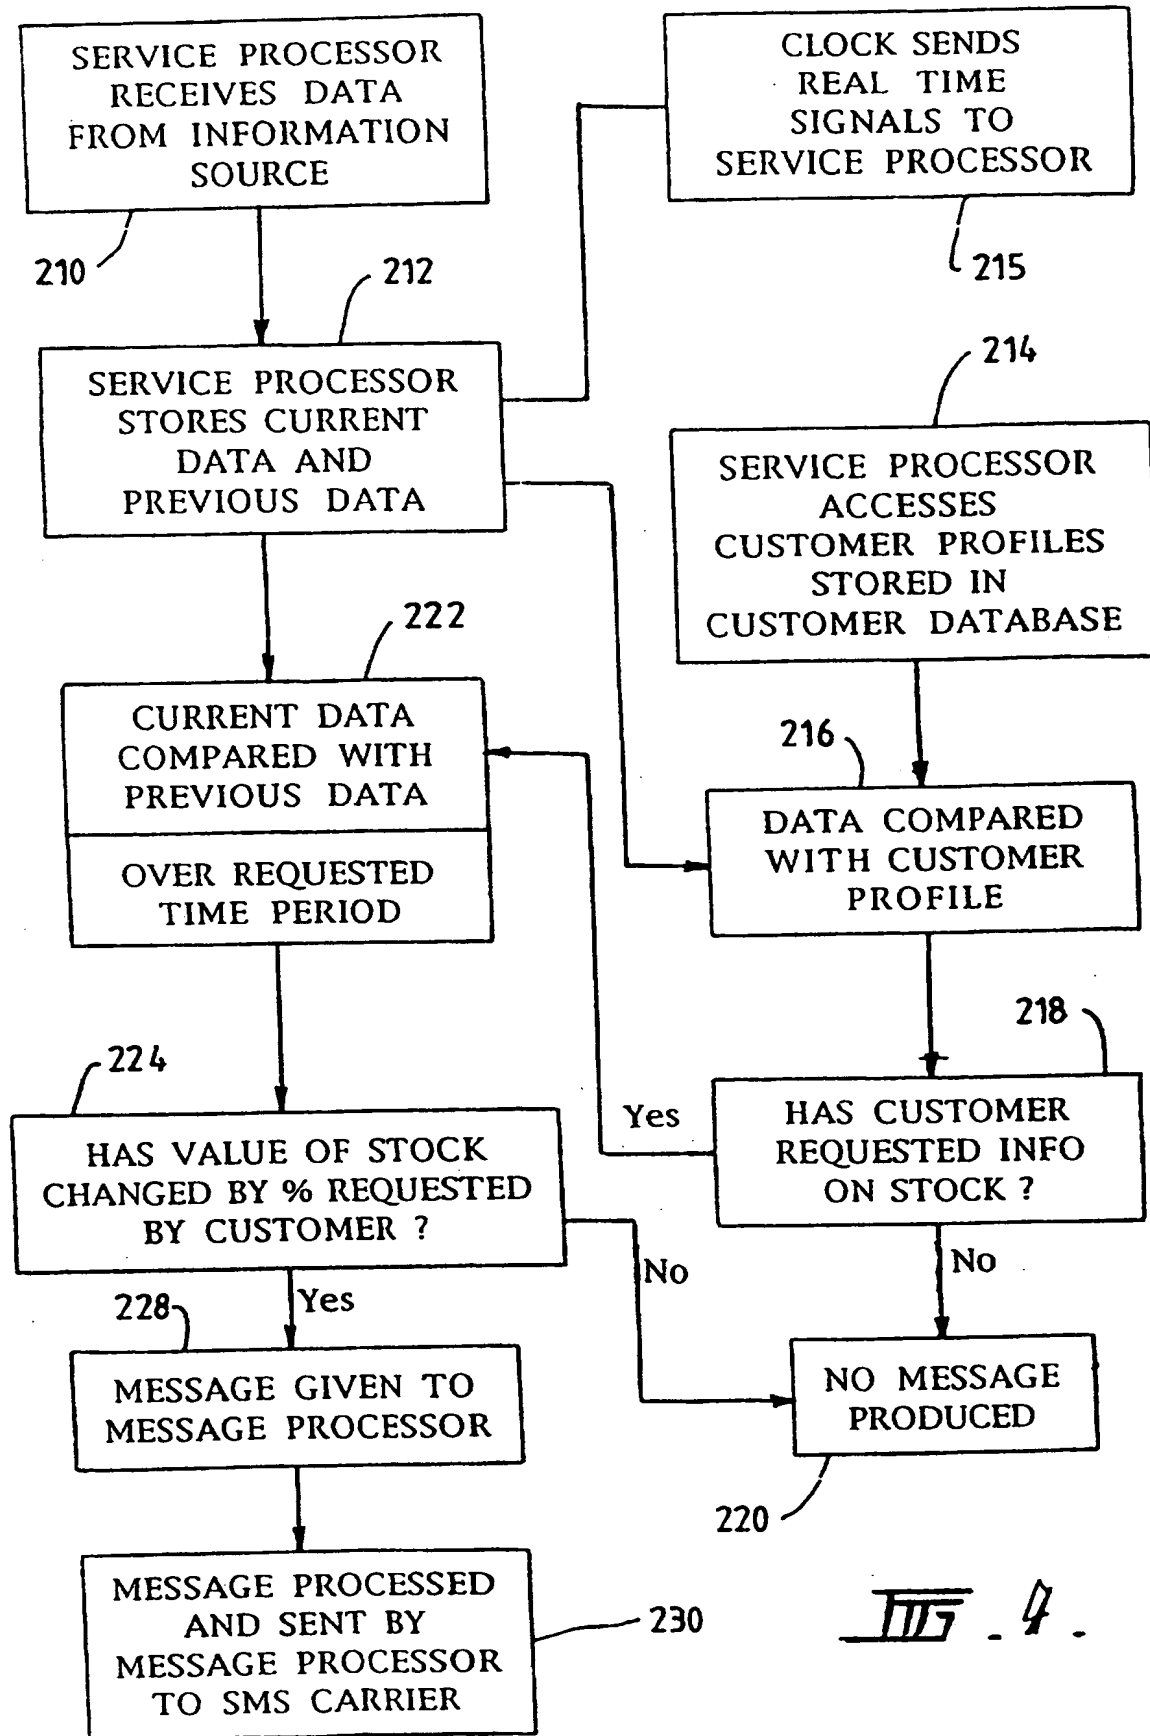 SERVICE PROCESSOR
RECEIVES DATA
FROM INFORMATION
SOURCE
210
CLOCK SENDS
REAL TIME
SIGNALS TO
SERVICE PROCESSOR
215
212
SERVICE PROCESSOR
STORES CURRENT
DATA AND
PREVIOUS DATA
214
SERVICE PROCESSOR
ACCESSES
CUSTOMER PROFILES
STORED IN
CUSTOMER DATABASE
222
CURRENT DATA
COMPARED WITH
PREVIOUS DATA
OVER REQUESTED
TIME PERIOD
216
DATA COMPARED
WITH CUSTOMER
PROFILE
218
HAS CUSTOMER
REQUESTED INFO
ON STOCK ?
Yes
No
224
HAS VALUE OF STOCK
CHANGED BY % REQUESTED
BY CUSTOMER ?
No
Yes
228
MESSAGE GIVEN TO
MESSAGE PROCESSOR
NO MESSAGE
PRODUCED
220
MESSAGE PROCESSED
AND SENT BY
MESSAGE PROCESSOR
TO SMS CARRIER
230
FIG . 4 .